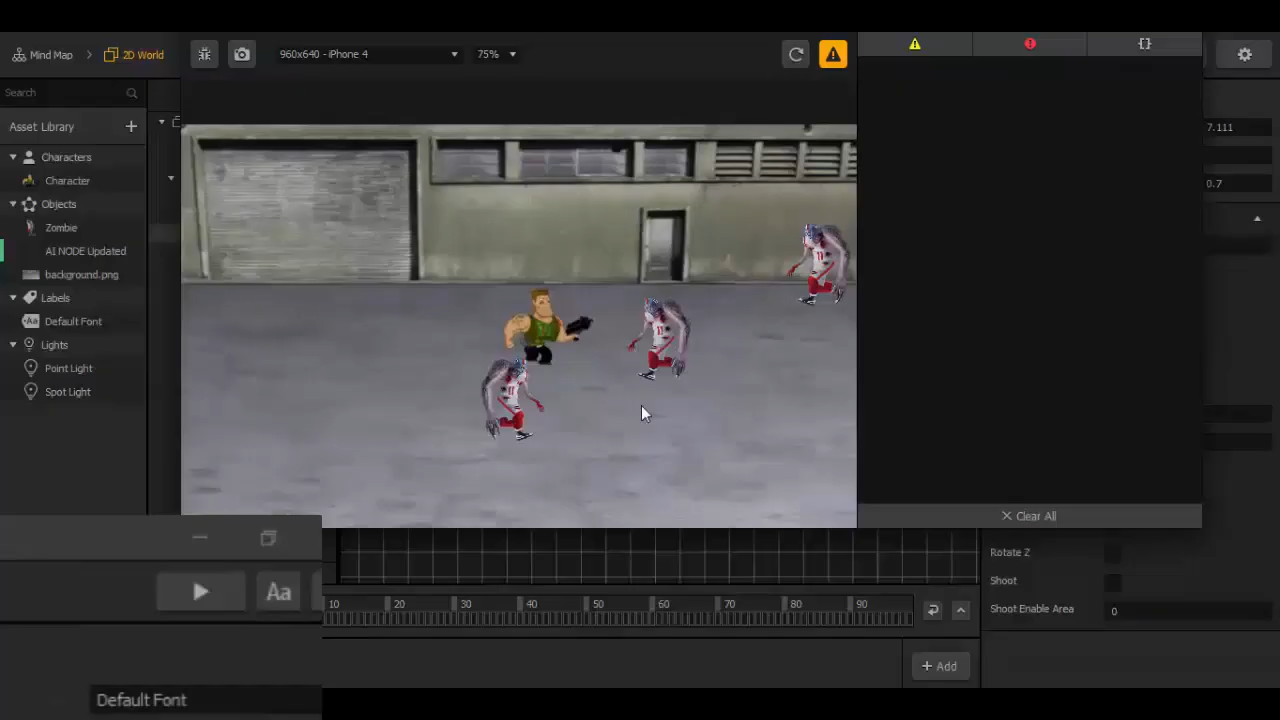 Mind Map
2D World
960x640 - iPhone 4
75%
Search
Asset Library
7.111
Characters
Character
0.7
Objects
Zombie
AI NODE Updated
background.png
Labels
Default Font
Lights
Point Light
Spot Light
Clear All
Rotate Z
Shoot
Aa
10 20 30 40 50 60 70 80 90
Shoot Enable Area
0
Add
Default Font